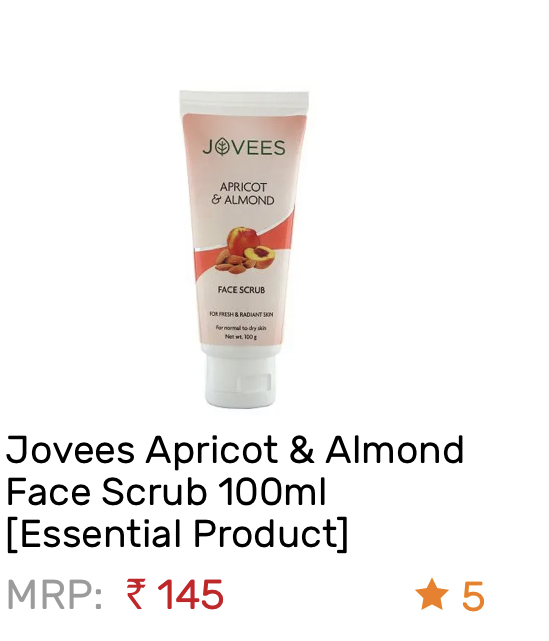 JOVEES
APRICOT
& ALMOND
FACE SCRUB
FOR FRESH & RADIANT SKIN
For normal to dry skin
Net wt. 100 g
Jovees Apricot & Almond
Face Scrub 100ml
[Essential Product]
MRP: ₹ 145 ★ 5